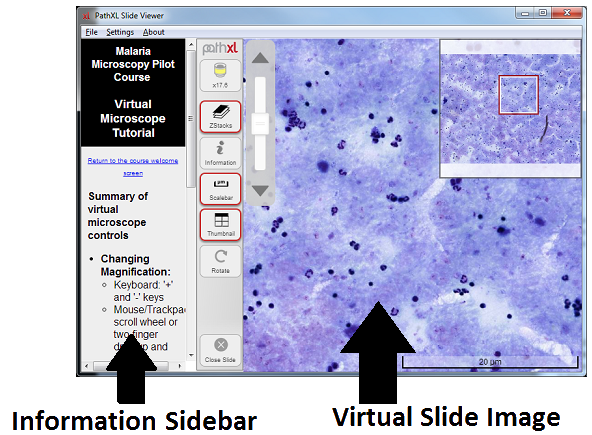 PathXL Slide Viewer
File Settings About
Malaria
Microscopy Pilot
Course
Virtual
Microscope
Tutorial
Return to the course welcome
screen
Summary of
virtual
microscope
controls
Changing
Magnification:
Keyboard: '+'
and '-' keys
Mouse/Trackpa
scroll wheel or
two finger
up and
pathxl
x17.6
ZStacks
Information
Scalebar
Thumbnail
Rotate
Close Slide
20 μm
Information Sidebar
Virtual Slide Image